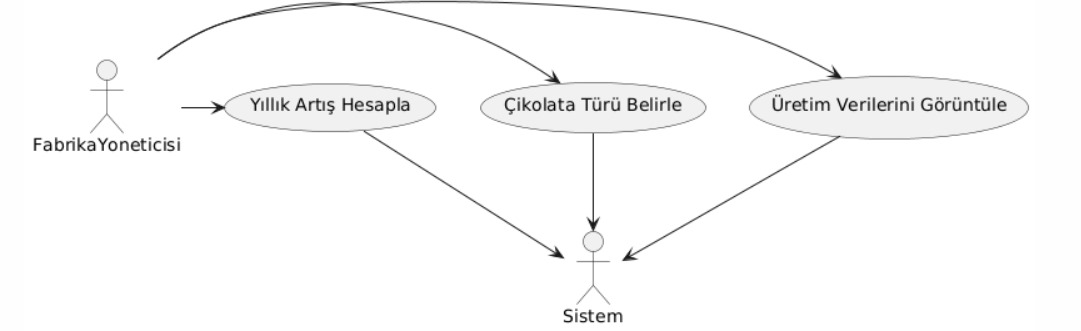 Yıllık Artış Hesapla
Çikolata Türü Belirle
Üretim Verilerini Görüntüle
FabrikaYoneticisi
Sistem